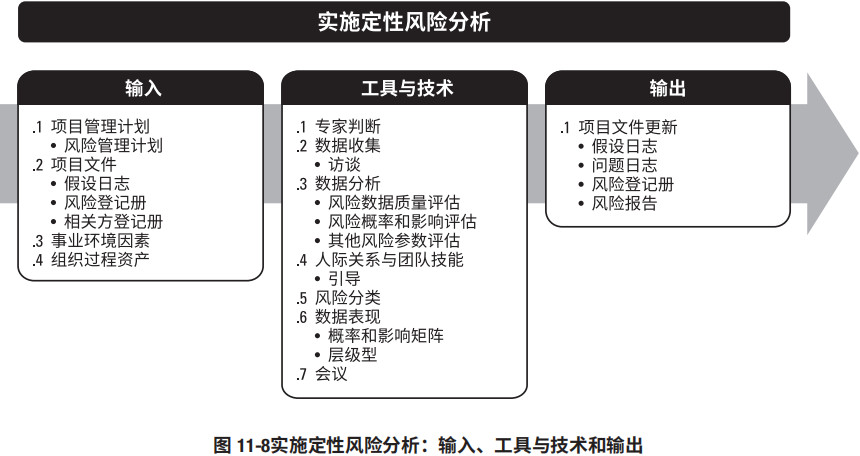 实施定性风险分析
输入
.1 项目管理计划
• 风险管理计划
.2 项目文件
• 假设日志
• 风险登记册
• 相关方登记册
.3 事业环境因素
.4 组织过程资产
工具与技术
.1 专家判断
.2 数据收集
• 访谈
.3 数据分析
• 风险数据质量评估
• 风险概率和影响评估
• 其他风险参数评估
.4 人际关系与团队技能
• 引导
.5 风险分类
.6 数据表现
• 概率和影响矩阵
• 层级型
.7 会议
输出
.1 项目文件更新
• 假设日志
• 问题日志
• 风险登记册
• 风险报告
图 11-8实施定性风险分析：输入、工具与技术和输出